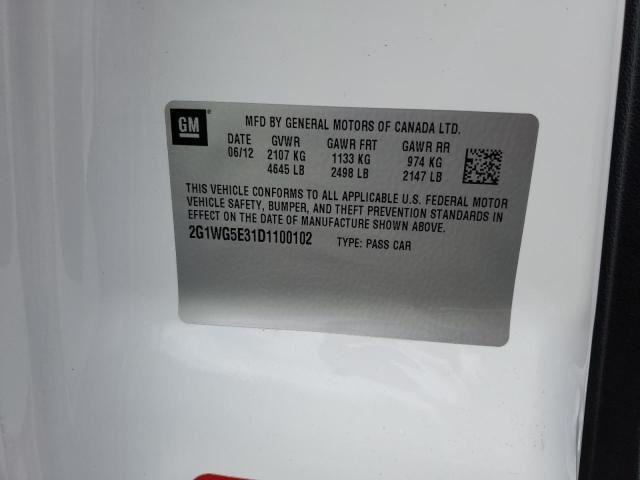 GM
MFD BY GENERAL MOTORS OF CANADA LTD.
DATE GVWR GAWR FRT GAWR RR
06/12 2107 KG 1133 KG 974 KG
4645 LB 2498 LB 2147 LB
THIS VEHICLE CONFORMS TO ALL APPLICABLE U.S. FEDERAL MOTOR
VEHICLE SAFETY, BUMPER, AND THEFT PREVENTION STANDARDS IN
EFFECT ON THE DATE OF MANUFACTURE SHOWN ABOVE.
2G1WG5E31D1100102 TYPE: PASS CAR